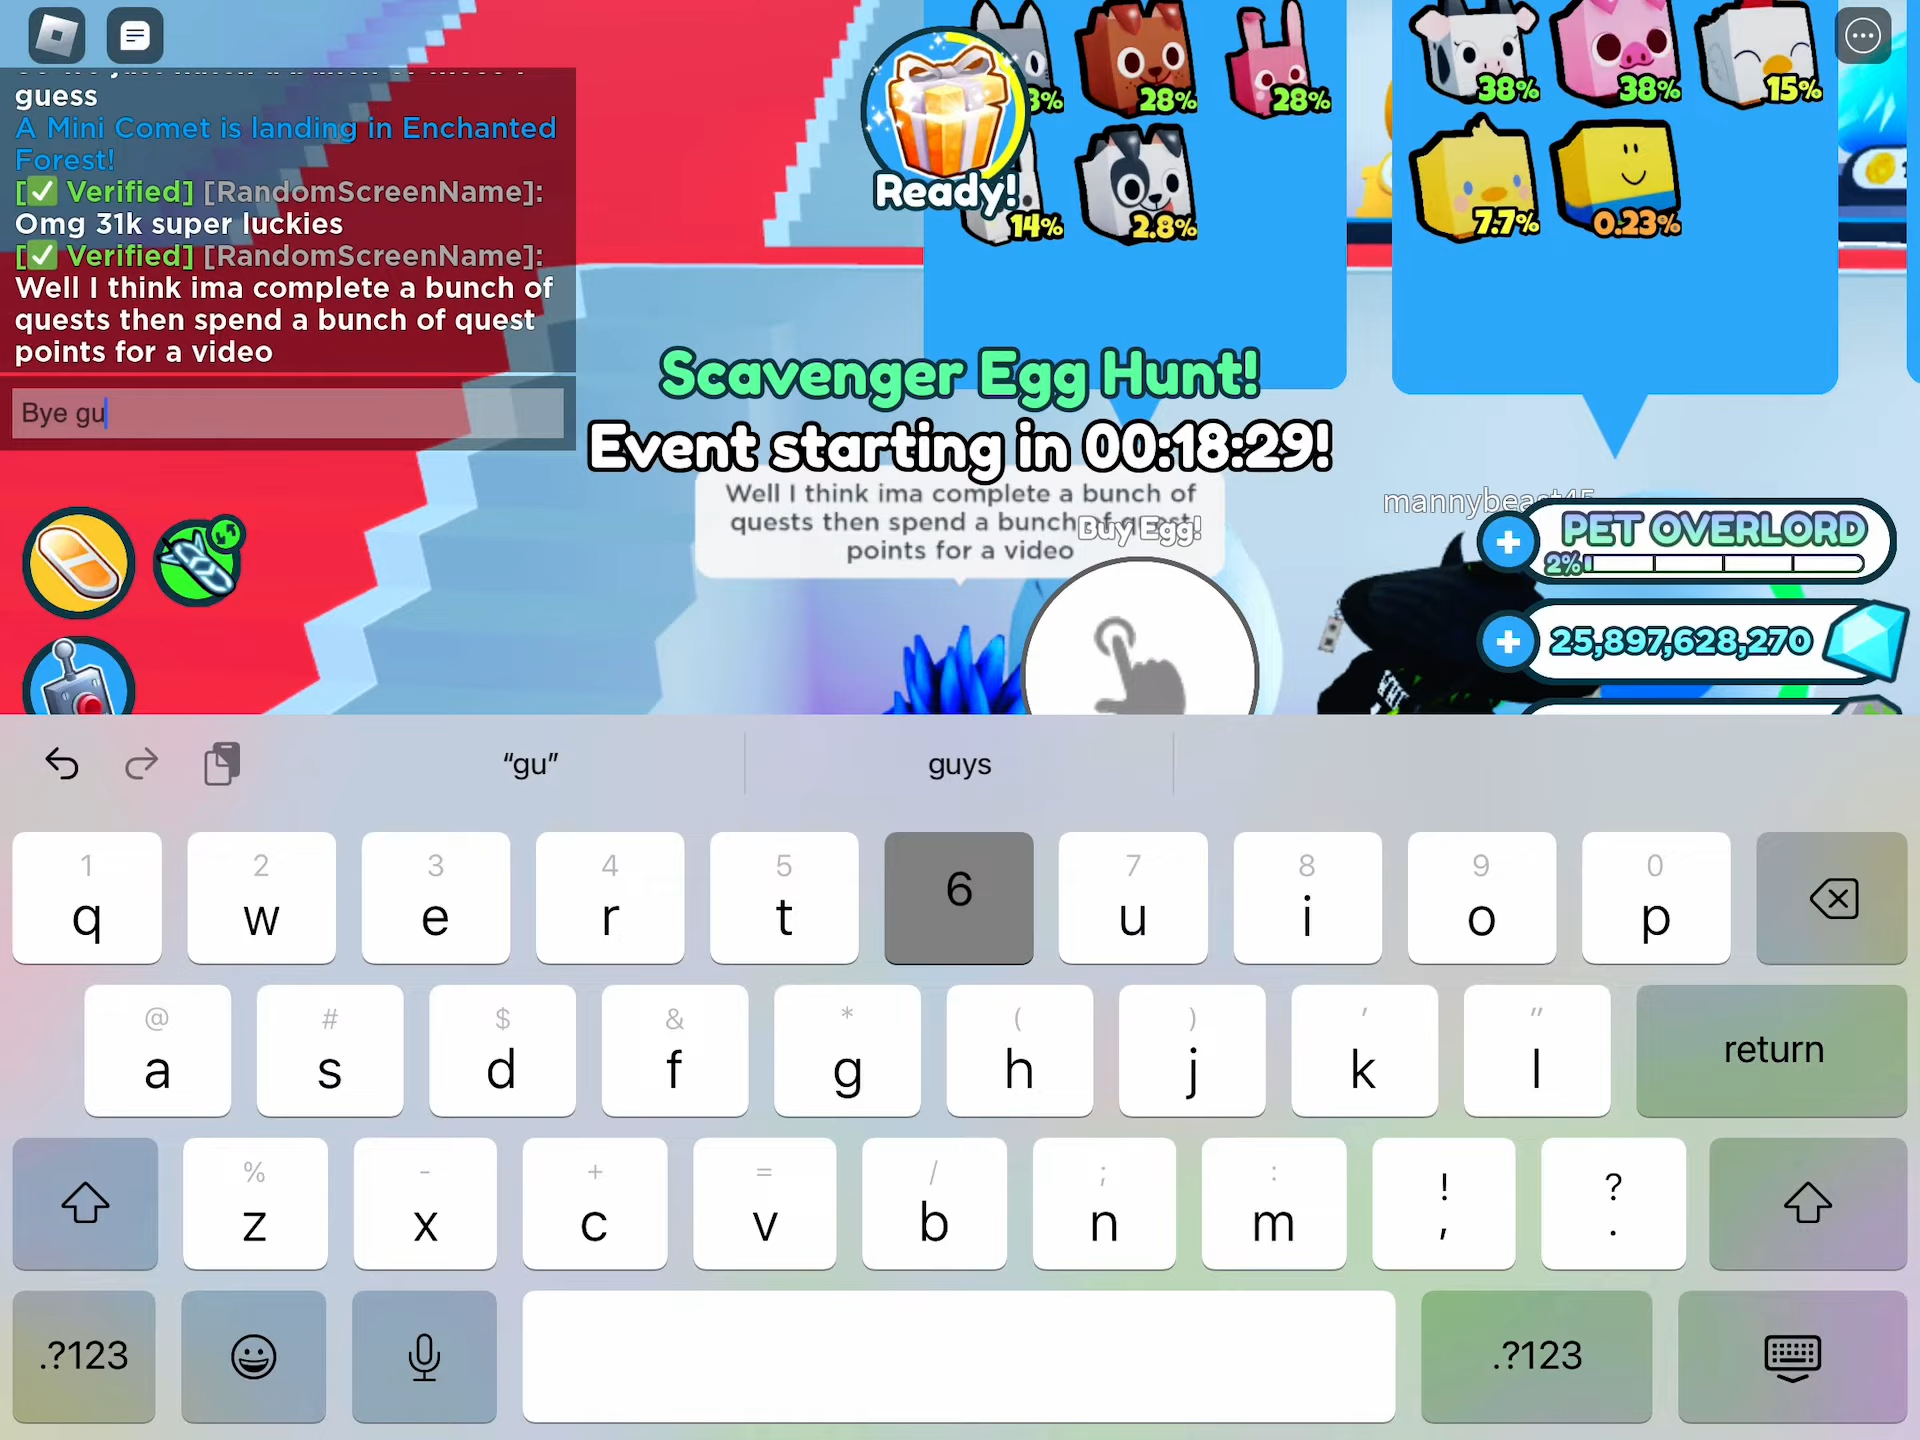 guess
A Mini Comet is landing in Enchanted
Forest!
[✅ Verified] [RandomScreenName]:
Omg 31k super luckies
[✅ Verified] [RandomScreenName]:
Well I think ima complete a bunch of
quests then spend a bunch of quest
points for a video
Bye gu
Ready!
28%
28%
14%
2.8%
38%
38%
15%
7.7%
0.23%
Scavenger Egg Hunt!
Event starting in 00:18:29!
Well I think ima complete a bunch of
quests then spend a bunch of quest
points for a video
Buy Egg!
mannybeast45
PET OVERLORD
2%
25,897,628,270
“gu” guys
1 2 3 4 5 6 7 8 9 0
q w e r t u i o p
@ # $ & * ( ) ' "
a s d f g h j k l return
% - + = / ; : ! ?
z x c v b n m , .
.?123 .?123